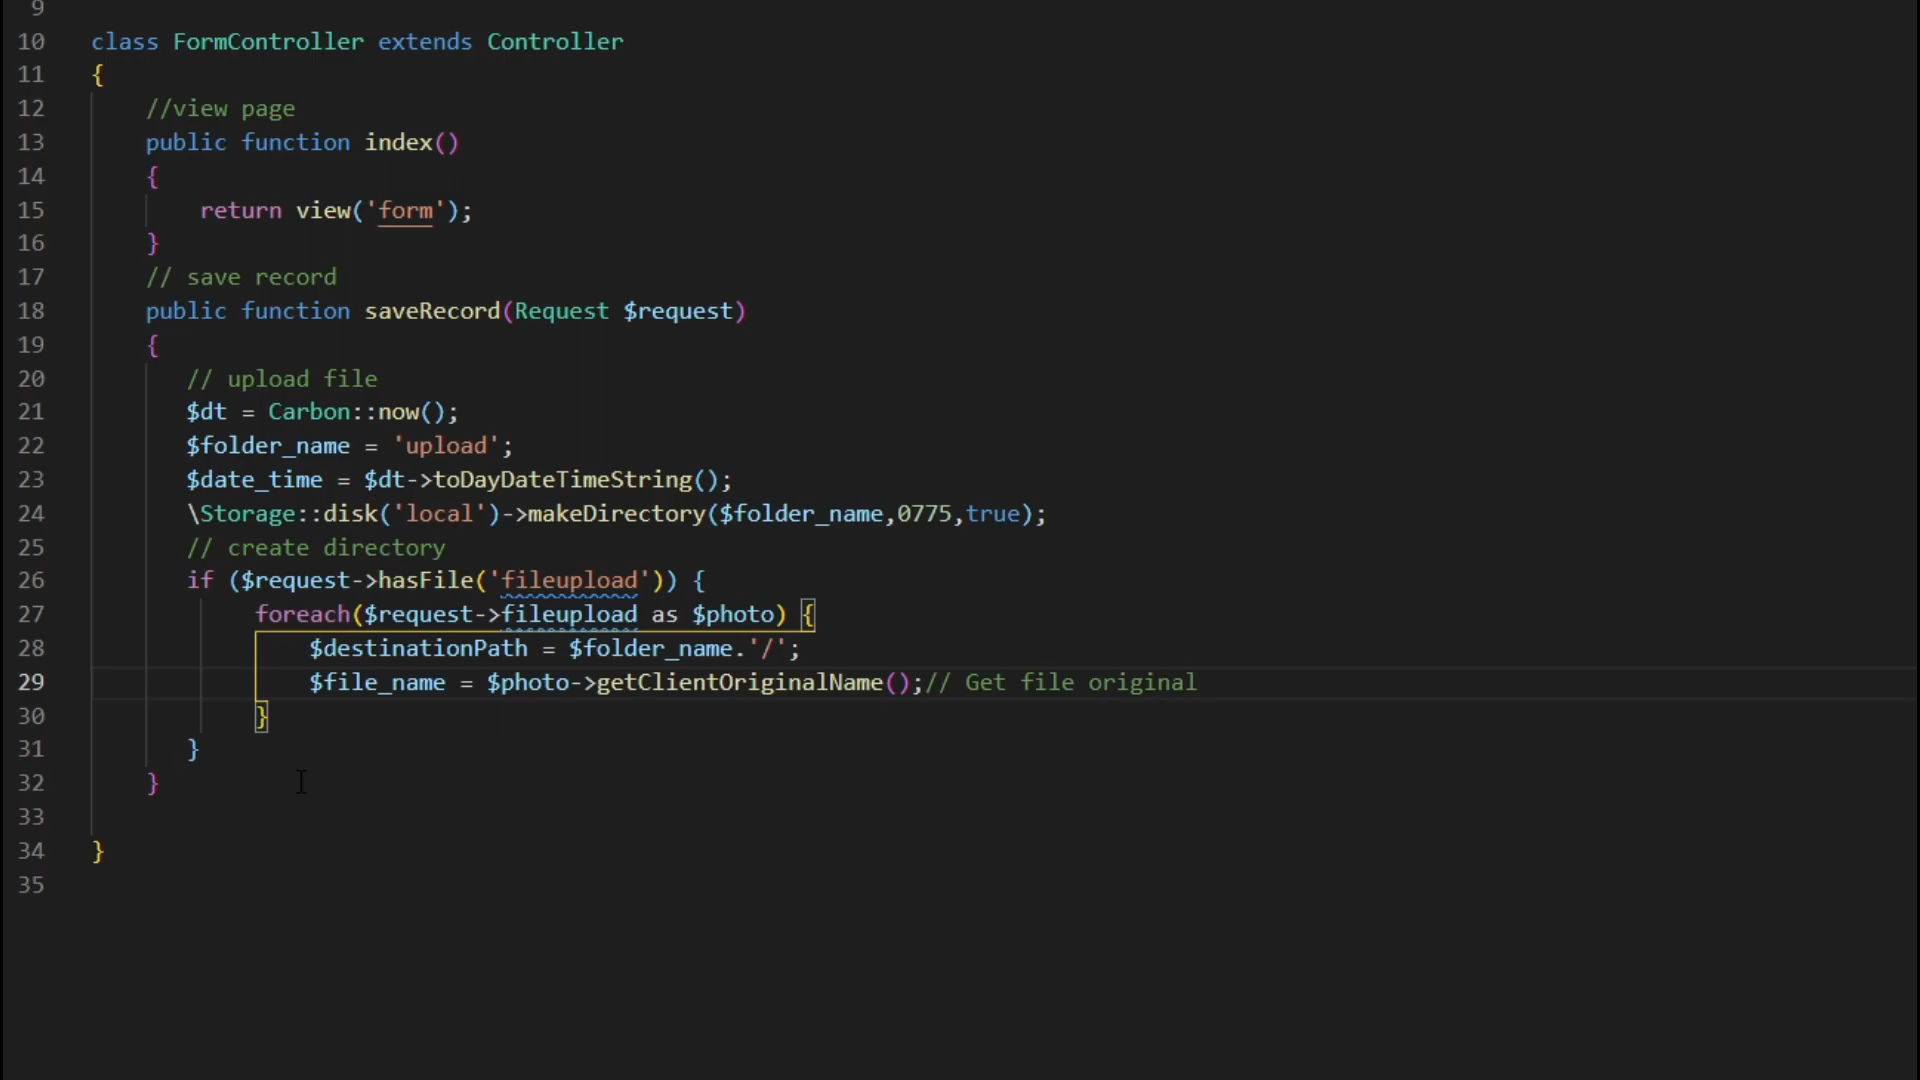 9
10 class FormController extends Controller
11 {
12 //view page
13 public function index()
14 {
15 return view('form');
16 }
17 // save record
18 public function saveRecord(Request $request)
19 {
20 // upload file
21 $dt = Carbon::now();
22 $folder_name = 'upload';
23 $date_time = $dt->toDayDateTimeString();
24 \Storage::disk('local')->makeDirectory($folder_name,0775,true);
25 // create directory
26 if ($request->hasFile('fileupload')) {
27 foreach($request->fileupload as $photo) {
28 $destinationPath = $folder_name.'/';
29 $file_name = $photo->getClientOriginalName();// Get file original
30 }
31 }
32 }
33
34 }
35